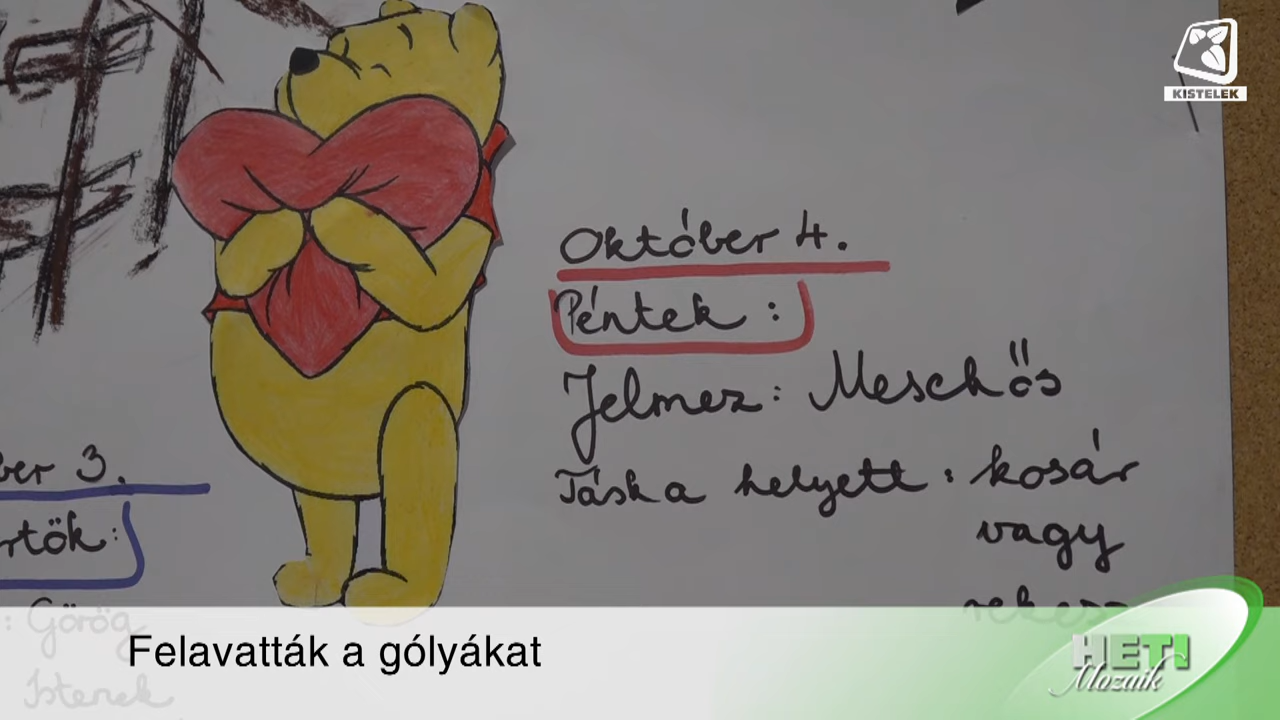 KISTELEK
Október 4.
Péntek :
Jelmez: Mesehős
Táska helyett : kosár
vagy
rekesz
ber 3.
rtök:
: Görög
Istenek
Felavatták a gólyákat
HETI
Mozaik